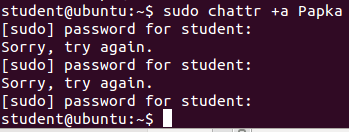 student@ubuntu:~$ sudo chattr +a Papka
[sudo] password for student:
Sorry, try again.
[sudo] password for student:
Sorry, try again.
[sudo] password for student:
student@ubuntu:~$